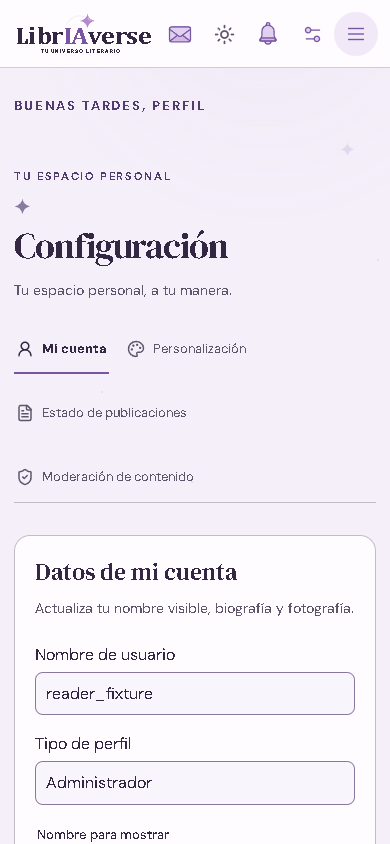 LibrIAverse
TU UNIVERSO LITERARIO
BUENAS TARDES, PERFIL
TU ESPACIO PERSONAL
Configuración
Tu espacio personal, a tu manera.
Mi cuenta
Personalización
Estado de publicaciones
Moderación de contenido
Datos de mi cuenta
Actualiza tu nombre visible, biografía y fotografía.
Nombre de usuario
reader_fixture
Tipo de perfil
Administrador
Nombre para mostrar